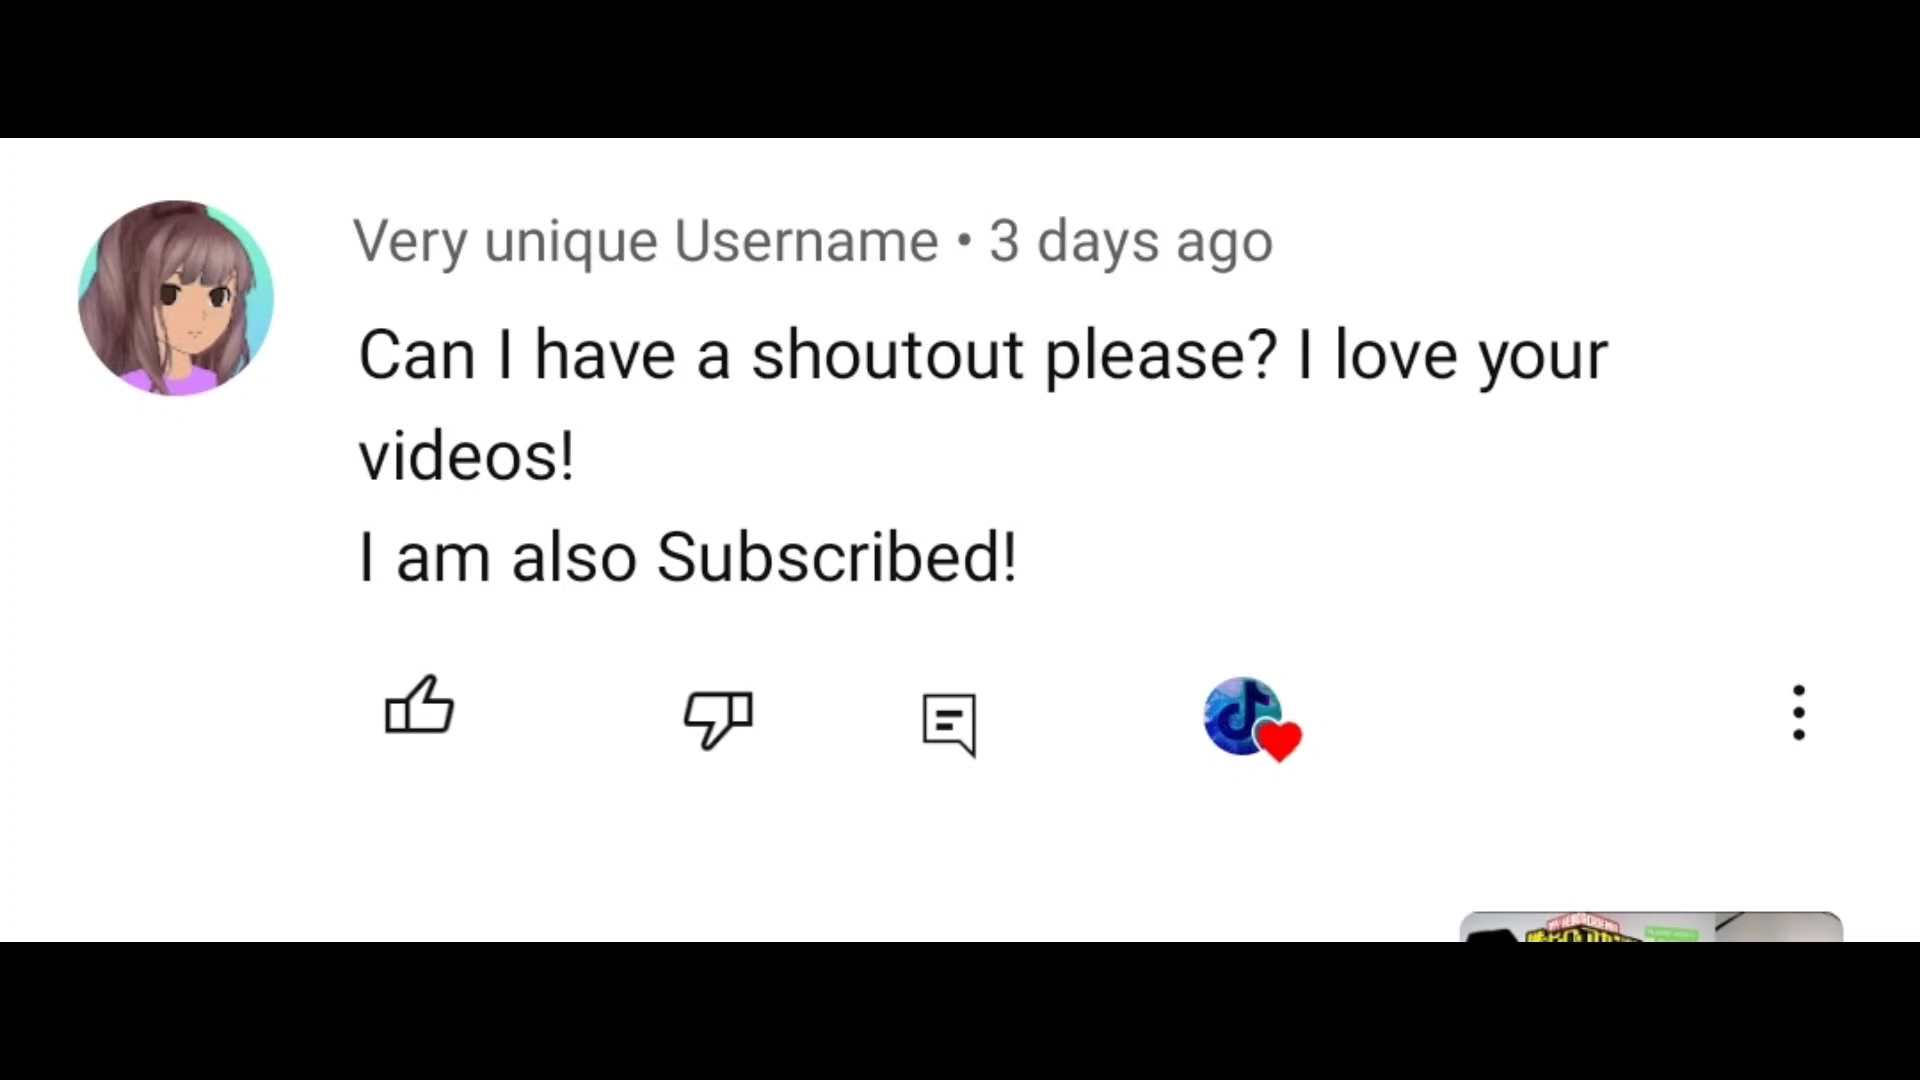 Very unique Username • 3 days ago
Can I have a shoutout please? I love your
videos!
I am also Subscribed!